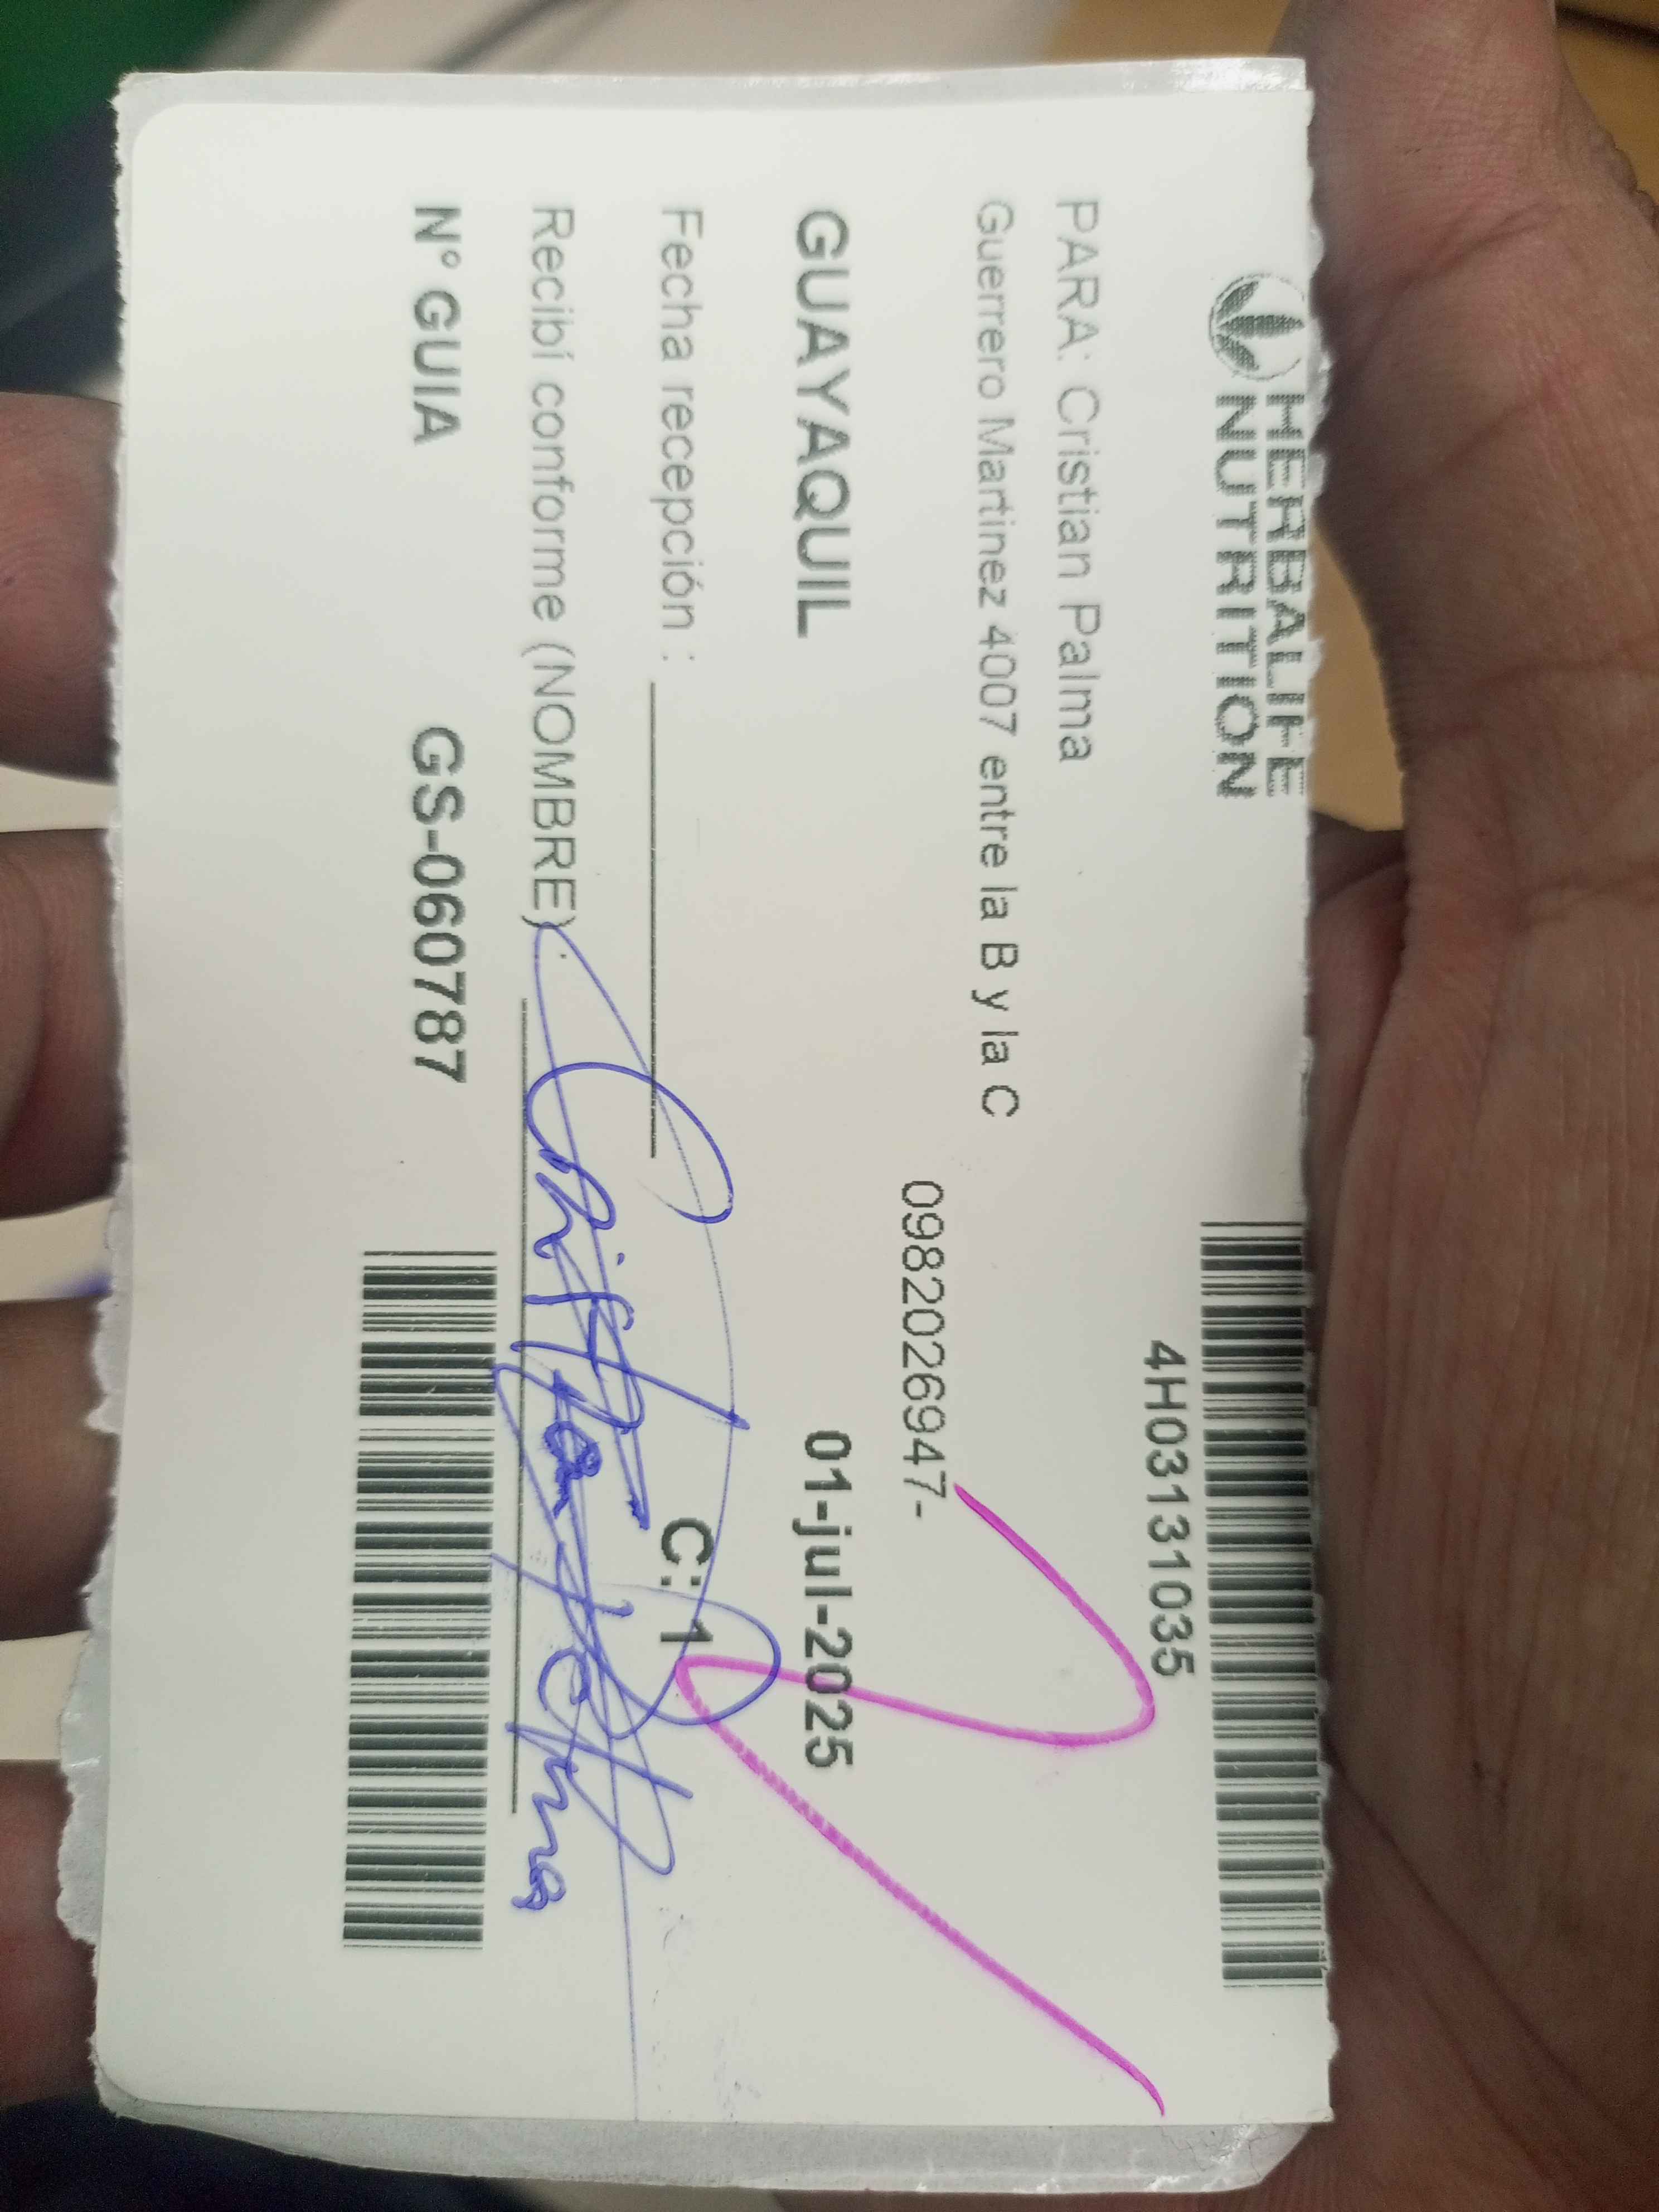 HERBALIFE
NUTRITION
4H03131035
PARA: Cristian Palma
Guerrero Martinez 4007 entre la B y la C
0982026947-
GUAYAQUIL 01-jul-2025
Fecha recepción : C: 1
Recibí conforme (NOMBRE)
Nº GUIA GS-060787